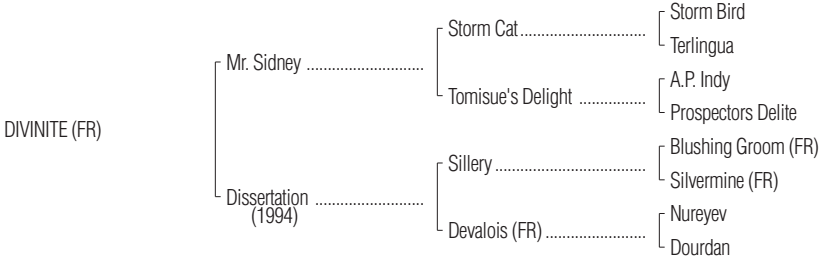 Storm Bird
Storm Cat..............................
Terlingua
Mr. Sidney ............................
A.P. Indy
Tomisue's Delight ................
Prospectors Delite
DIVINITE (FR)
Blushing Groom (FR)
Sillery....................................
Silvermine (FR)
Dissertation ..........................
(1994)
Nureyev
Devalois (FR) ........................
Dourdan